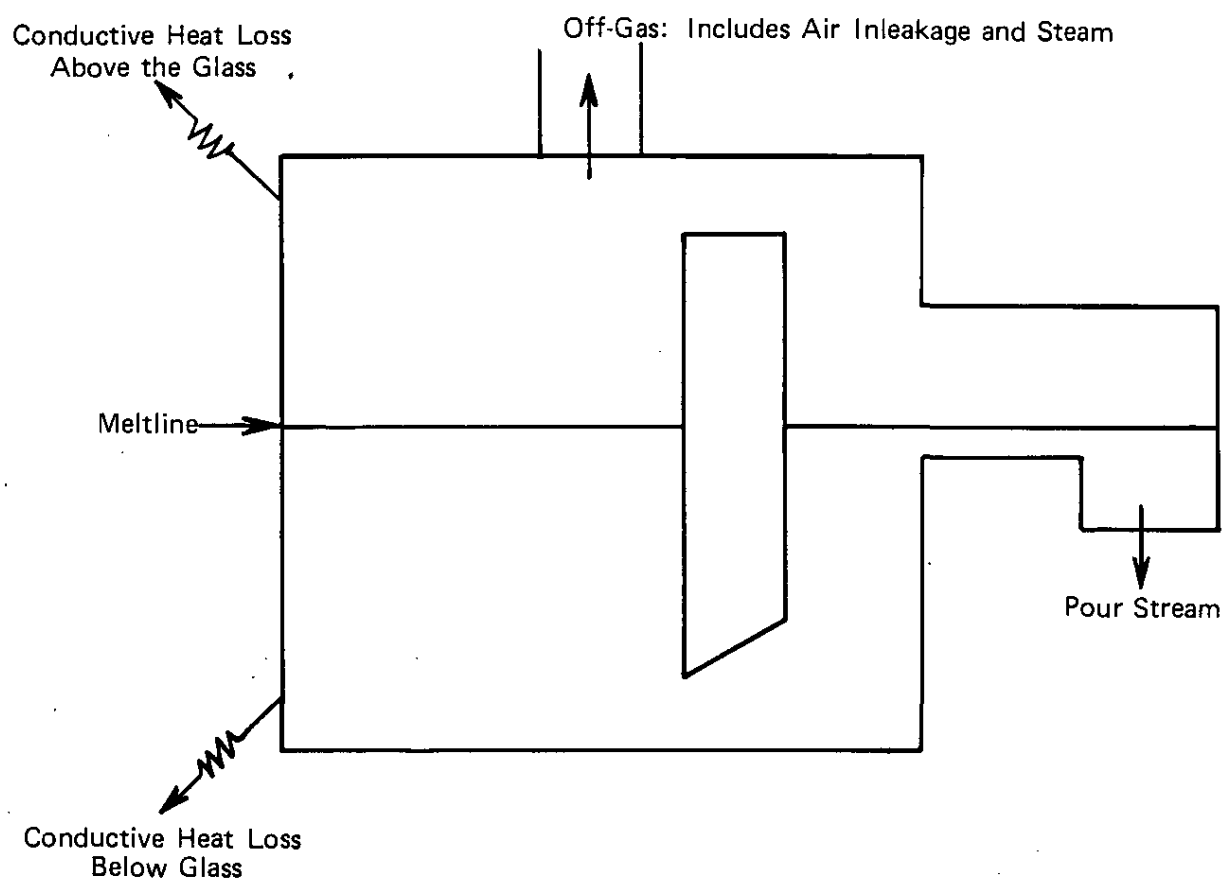 Conductive Heat Loss
Above the Glass
Off-Gas: Includes Air Inleakage and Steam
Meltline
Pour Stream
Conductive Heat Loss
Below Glass